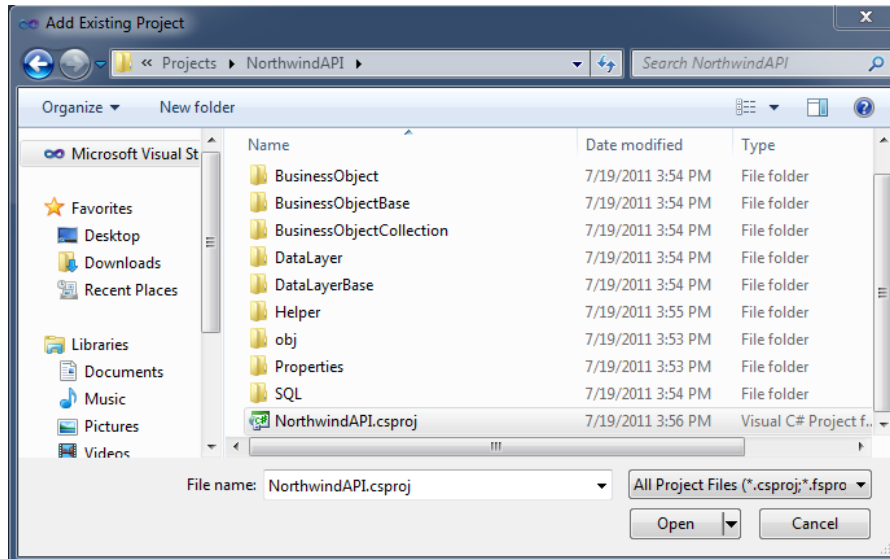 Add Existing Project
« Projects NorthwindAPI
Search NorthwindAPI
Organize New folder
Name Date modified Type
Microsoft Visual St
BusinessObject 7/19/2011 3:54 PM File folder
BusinessObjectBase 7/19/2011 3:54 PM File folder
Favorites
BusinessObjectCollection 7/19/2011 3:54 PM File folder
Desktop
DataLayer 7/19/2011 3:54 PM File folder
Downloads
DataLayerBase 7/19/2011 3:54 PM File folder
Recent Places
Helper 7/19/2011 3:55 PM File folder
obj 7/19/2011 3:53 PM File folder
Libraries
Properties 7/19/2011 3:53 PM File folder
Documents
SQL 7/19/2011 3:54 PM File folder
Music
NorthwindAPI.csproj 7/19/2011 3:56 PM Visual C# Project f..
Pictures
Videos
File name: NorthwindAPI.csproj All Project Files (*.csproj;*.fspro
Open Cancel